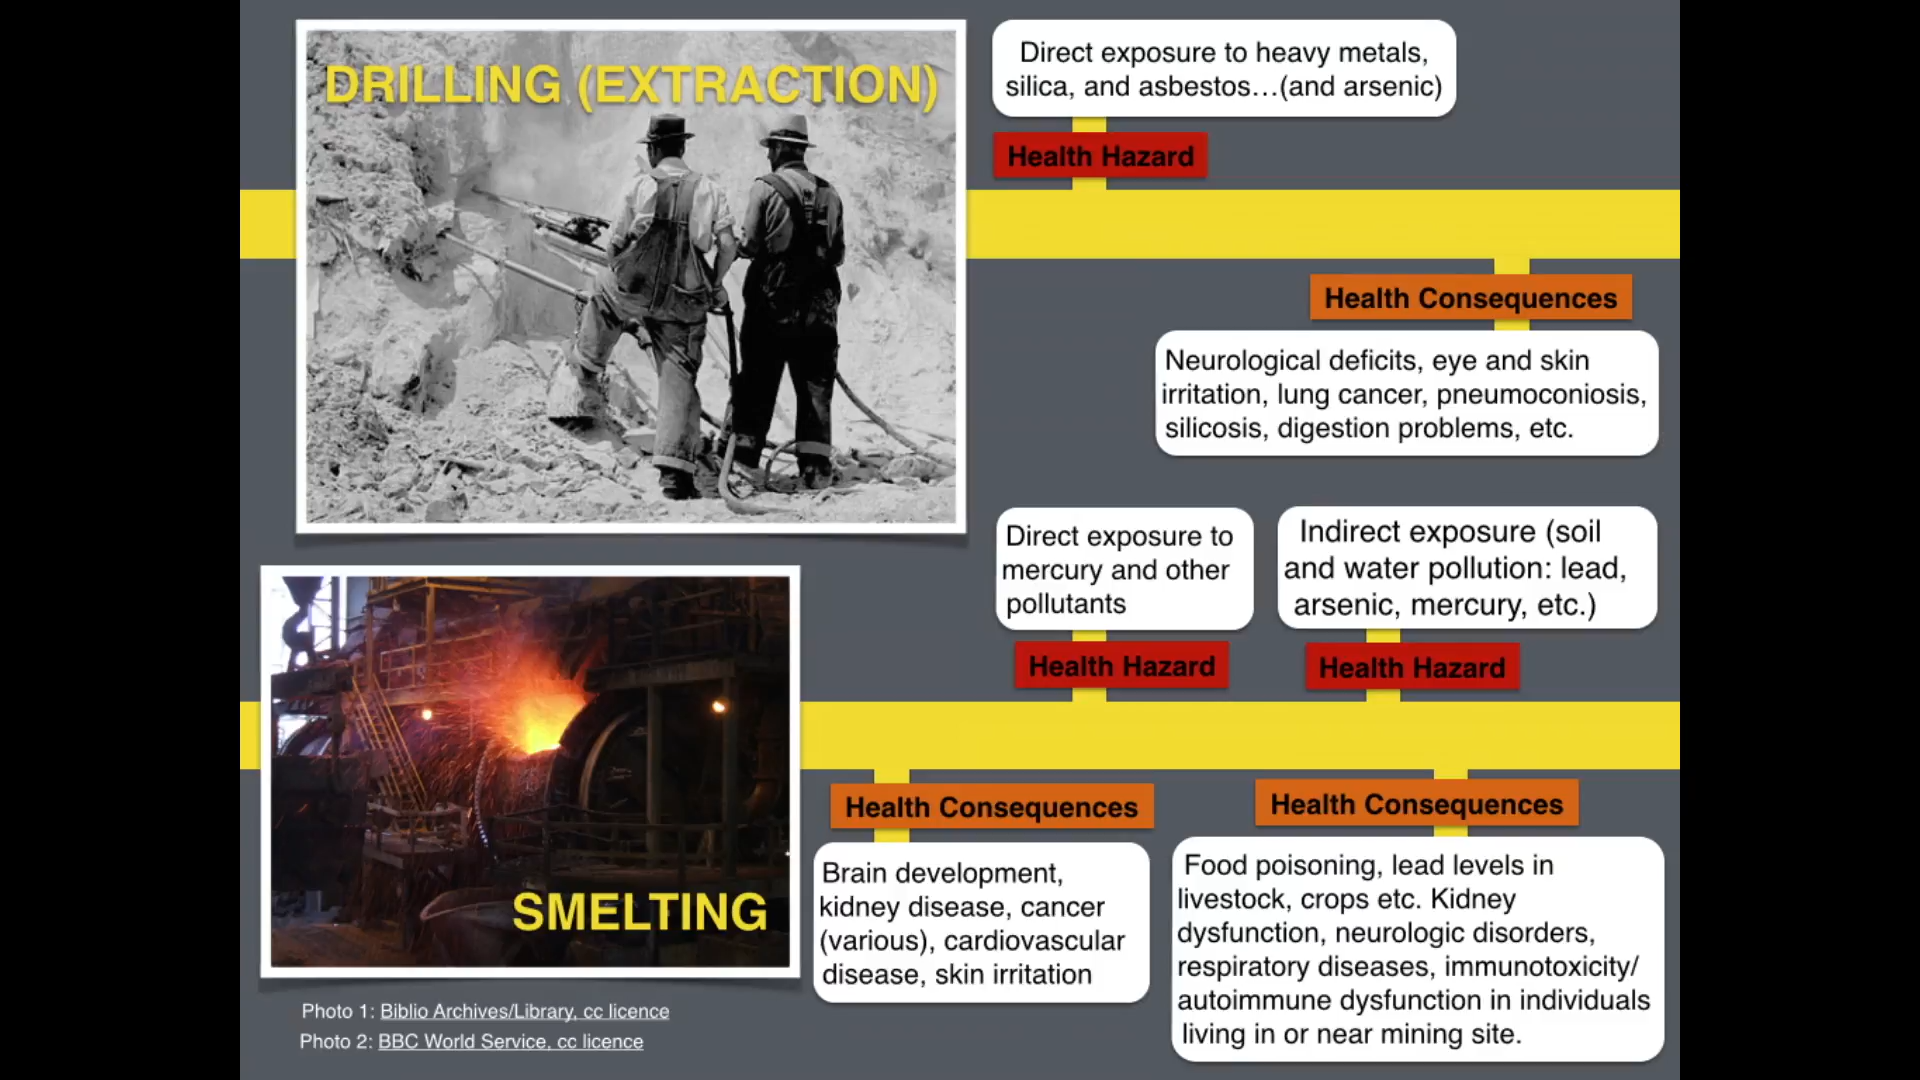 DRILLING (EXTRACTION)
Direct exposure to heavy metals,
silica, and asbestos…(and arsenic)
Health Hazard
Health Consequences
Neurological deficits, eye and skin
irritation, lung cancer, pneumoconiosis,
silicosis, digestion problems, etc.
Direct exposure to
mercury and other
pollutants
Health Hazard
Indirect exposure (soil
and water pollution: lead,
arsenic, mercury, etc.)
Health Hazard
SMELTING
Health Consequences
Brain development,
kidney disease, cancer
(various), cardiovascular
disease, skin irritation
Health Consequences
Food poisoning, lead levels in
livestock, crops etc. Kidney
dysfunction, neurologic disorders,
respiratory diseases, immunotoxicity/
autoimmune dysfunction in individuals
living in or near mining site.
Photo 1: Biblio Archives/Library, cc licence
Photo 2: BBC World Service, cc licence